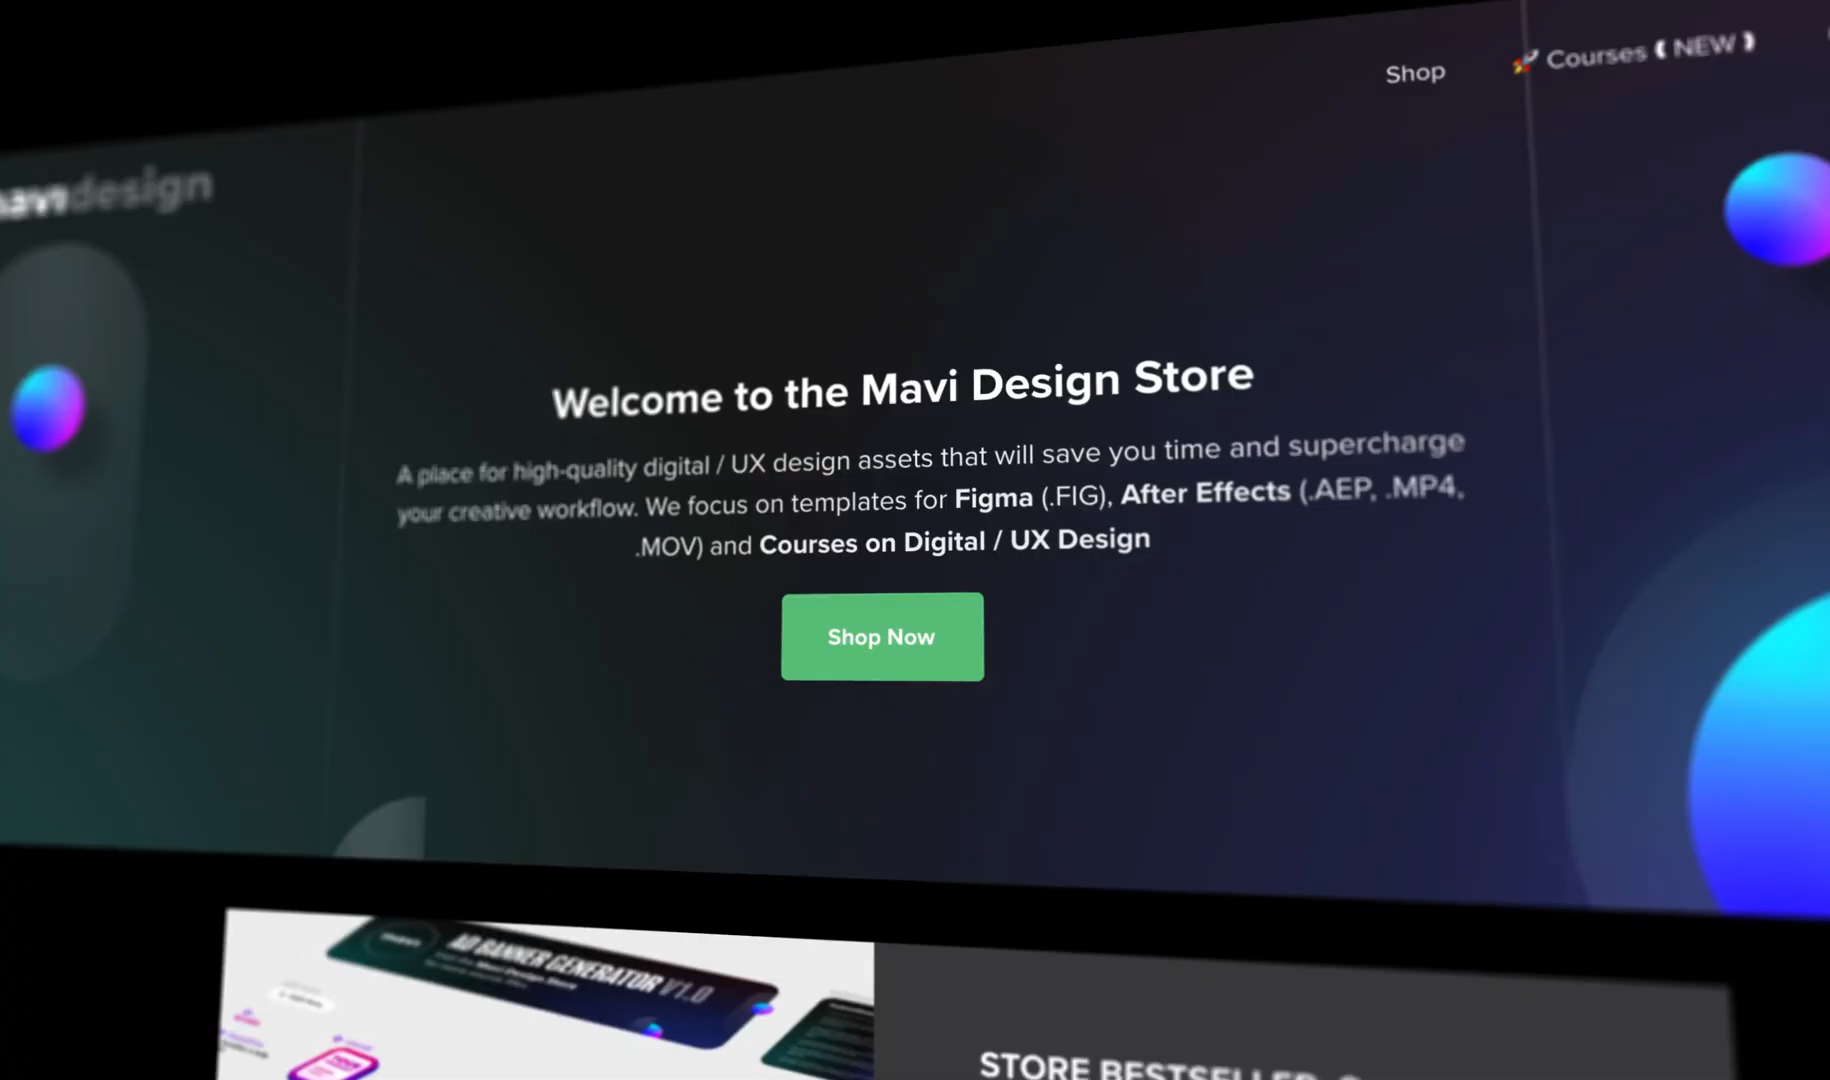 Shop
Courses ( NEW )
mavidesign
Welcome to the Mavi Design Store
A place for high-quality digital / UX design assets that will save you time and supercharge
your creative workflow. We focus on templates for Figma (.FIG), After Effects (.AEP, .MP4,
.MOV) and Courses on Digital / UX Design
Shop Now
AD BANNER GENERATOR V1.0
STORE BESTSELLER